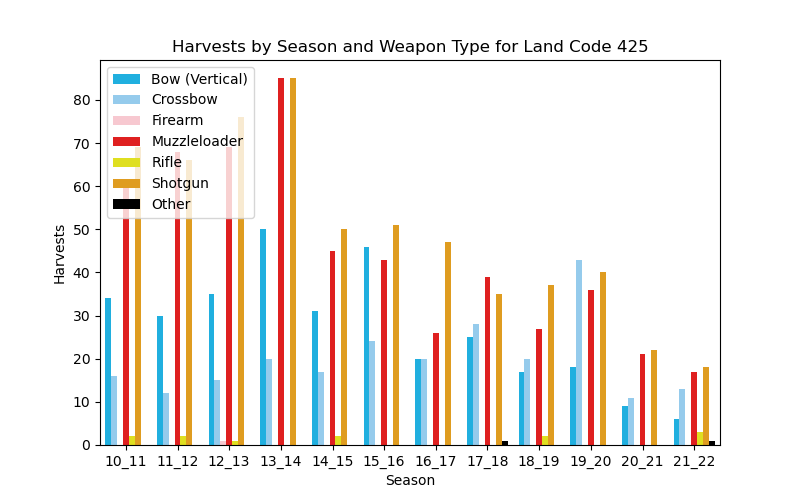 Harvests by Season and Weapon Type for Land Code 425
Bow (Vertical)
Crossbow
Firearm
Muzzleloader
Rifle
Shotgun
Other
Harvests
80
70
60
50
40
30
20
10
0
10_11 11_12 12_13 13_14 14_15 15_16 16_17 17_18 18_19 19_20 20_21 21_22
Season